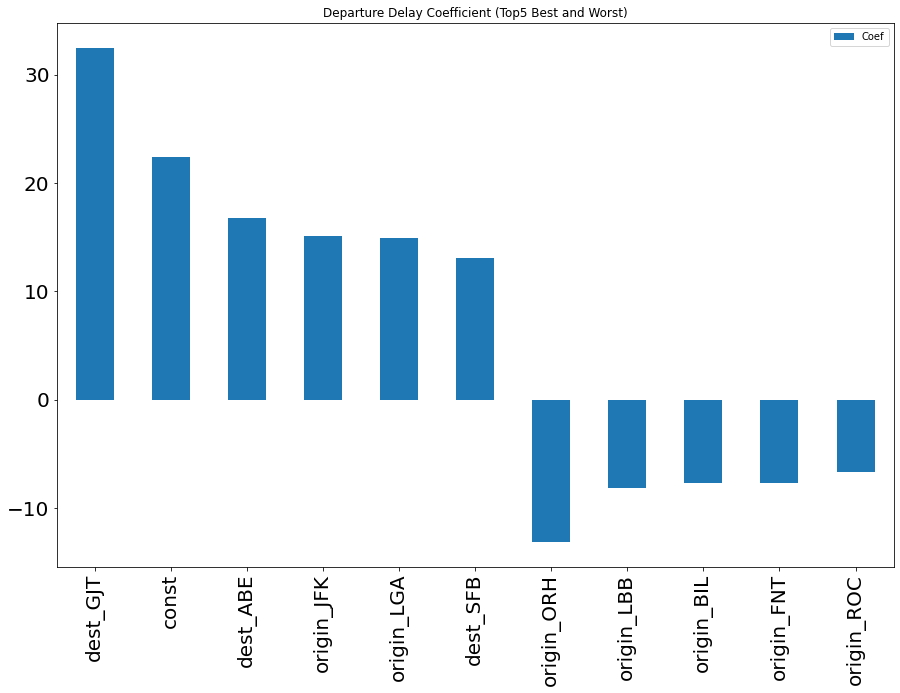 Departure Delay Coefficient (Top5 Best and Worst)
Coef
30
20
10
0
−10
dest_GJT
const
dest_ABE
origin_JFK
origin_LGA
dest_SFB
origin_ORH
origin_LBB
origin_BIL
origin_FNT
origin_ROC